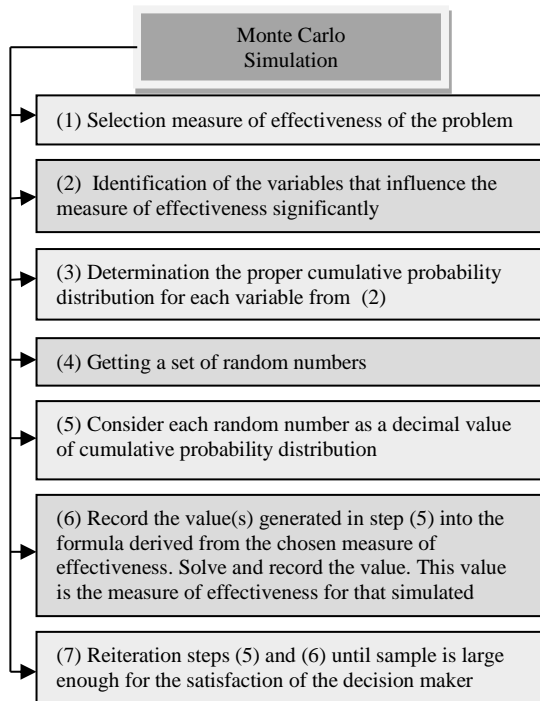 Monte Carlo
Simulation
(1) Selection measure of effectiveness of the problem
(2) Identification of the variables that influence the
measure of effectiveness significantly
(3) Determination the proper cumulative probability
distribution for each variable from (2)
(4) Getting a set of random numbers
(5) Consider each random number as a decimal value
of cumulative probability distribution
(6) Record the value(s) generated in step (5) into the
formula derived from the chosen measure of
effectiveness. Solve and record the value. This value
is the measure of effectiveness for that simulated
(7) Reiteration steps (5) and (6) until sample is large
enough for the satisfaction of the decision maker